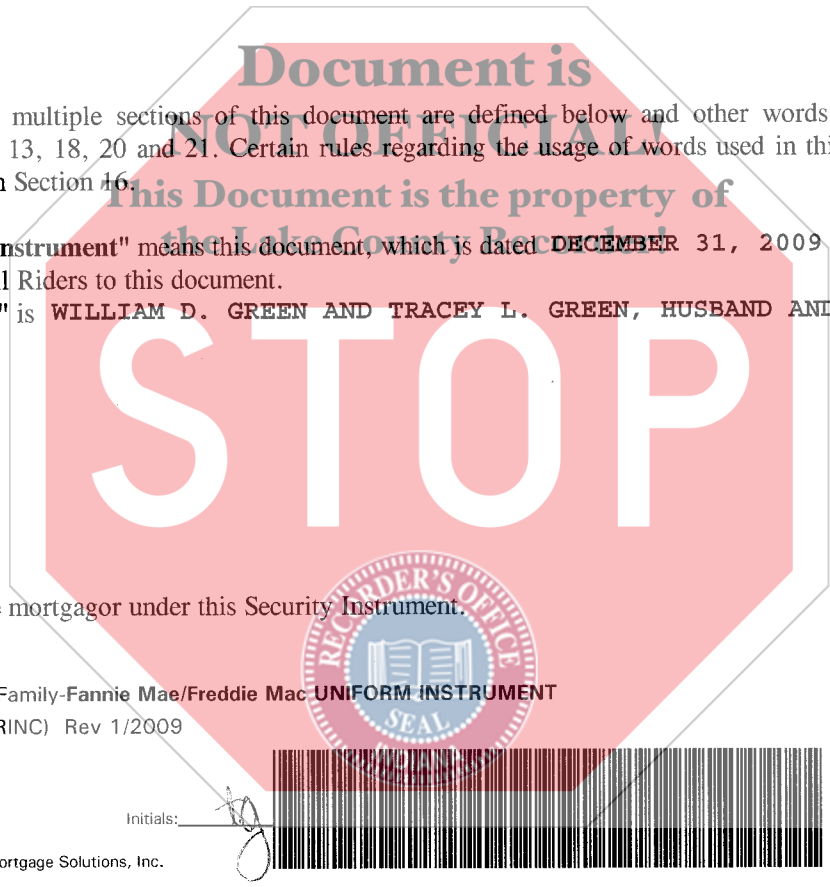 Document is
multiple sections of this document are defined below and other words
NOT OFFICIAL!
13, 18, 20 and 21. Certain rules regarding the usage of words used in thi
n Section 16.
This Document is the property of
the Lake County Recorder!
nstrument" means this document, which is dated DECEMBER 31, 2009
l Riders to this document.
" is WILLIAM D. GREEN AND TRACEY L. GREEN, HUSBAND AND
STOP
e mortgagor under this Security Instrument.
RECORDER'S OFFICE
SEAL
INDIANA
Family-Fannie Mae/Freddie Mac UNIFORM INSTRUMENT
RINC) Rev 1/2009
Initials:
ortgage Solutions, Inc.